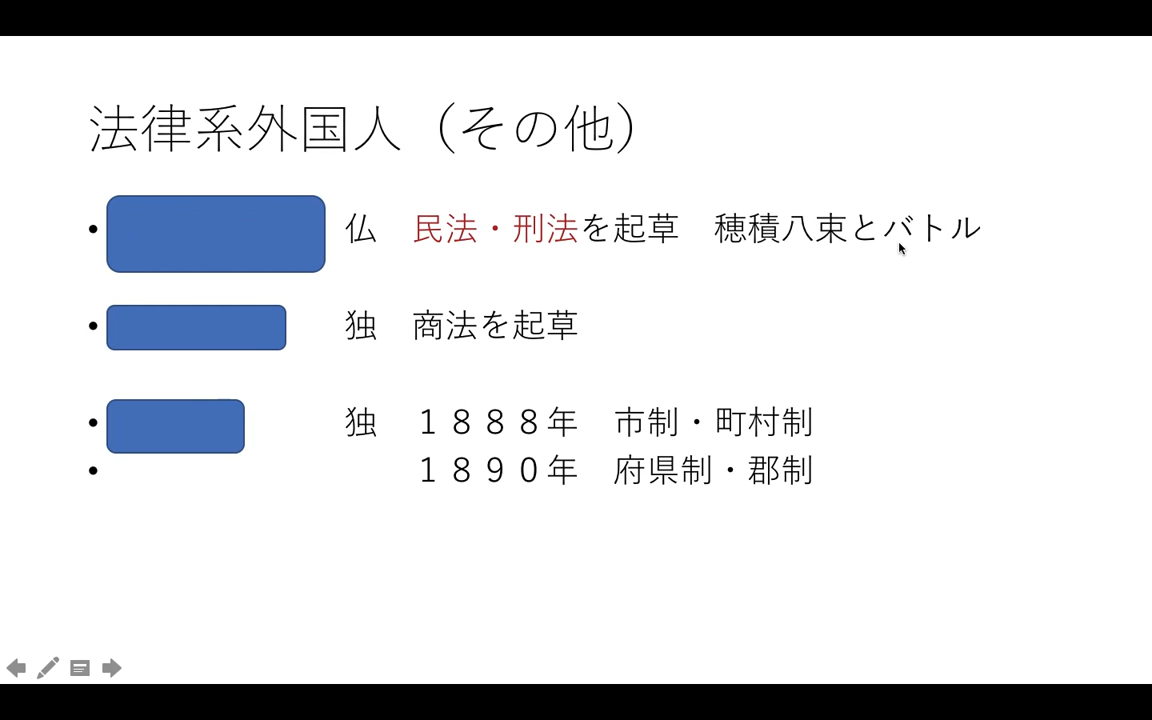 法律系外国人（その他）
• 仏　民法・刑法を起草　穂積八束とバトル
• 独　商法を起草
• 独　１８８８年　市制・町村制
• １８９０年　府県制・郡制